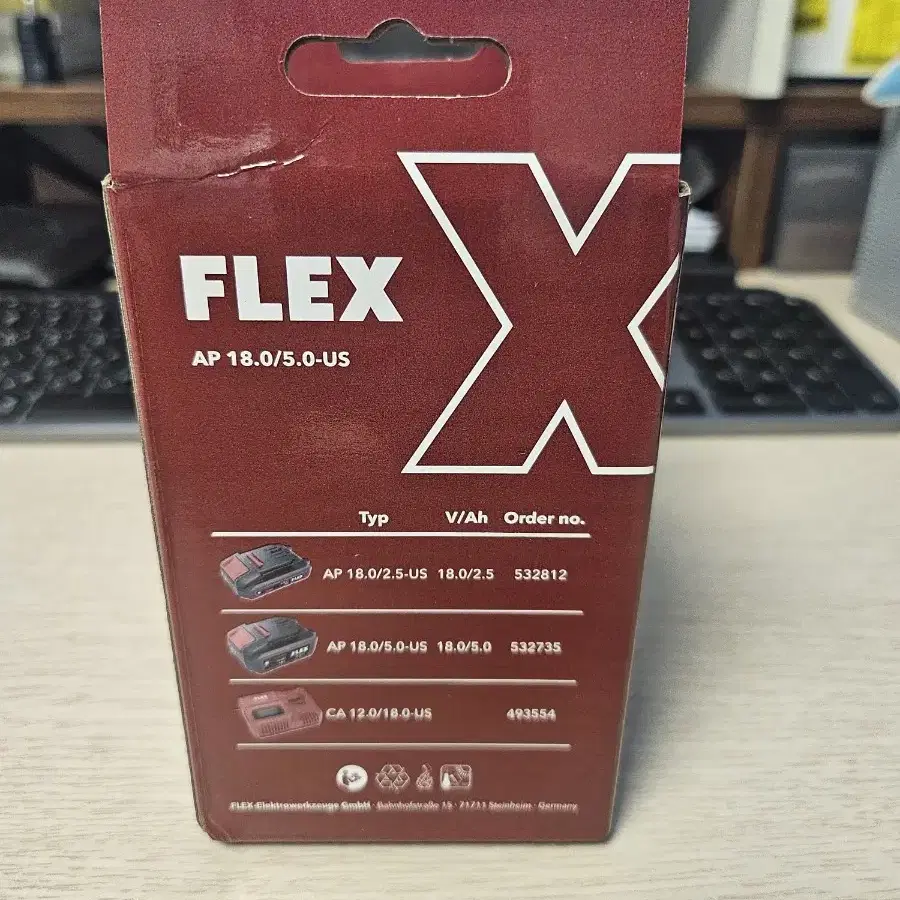 FLEX
AP 18.0/5.0-US
Typ V/Ah Order no.
AP 18.0/2.5-US 18.0/2.5 532812
FLEX
AP 18.0/5.0-US 18.0/5.0 532735
FLEX
CA 12.0/18.0-US 493554
FLEX Elektrowerkzeuge GmbH · Bahnhofstraße 15 · 71711 Steinheim · Germany